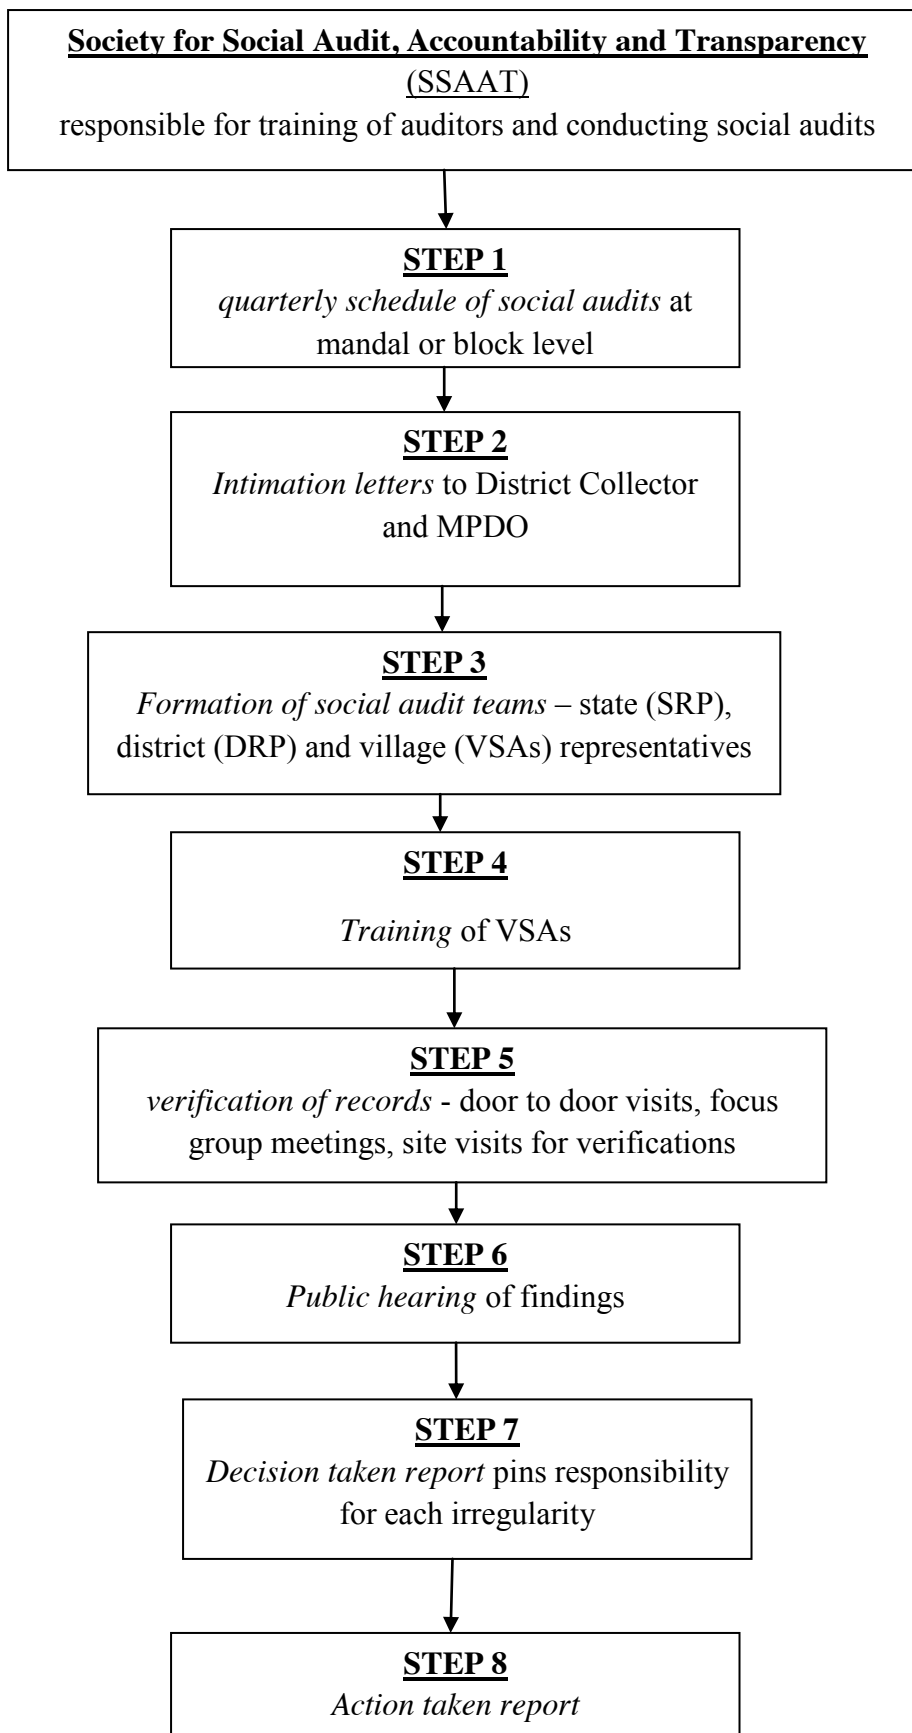 Society for Social Audit, Accountability and Transparency
(SSAAT)
responsible for training of auditors and conducting social audits
STEP 1
quarterly schedule of social audits at
mandal or block level
STEP 2
Intimation letters to District Collector
and MPDO
STEP 3
Formation of social audit teams – state (SRP),
district (DRP) and village (VSAs) representatives
STEP 4
Training of VSAs
STEP 5
verification of records - door to door visits, focus
group meetings, site visits for verifications
STEP 6
Public hearing of findings
STEP 7
Decision taken report pins responsibility
for each irregularity
STEP 8
Action taken report